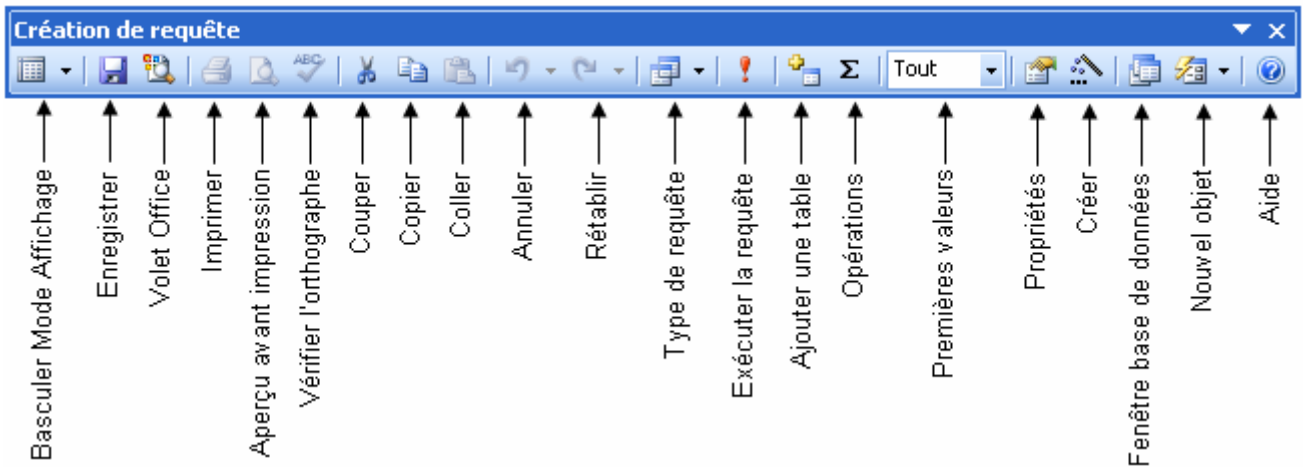 Création de requête
ABC
Σ
Tout
Basculer Mode Affichage
Enregistrer
Volet Office
Imprimer
Aperçu avant impression
Vérifier l'orthographe
Couper
Copier
Coller
Annuler
Rétablir
Type de requête
Exécuter la requête
Ajouter une table
Opérations
Premières valeurs
Propriétés
Créer
Fenêtre base de données
Nouvel objet
Aide